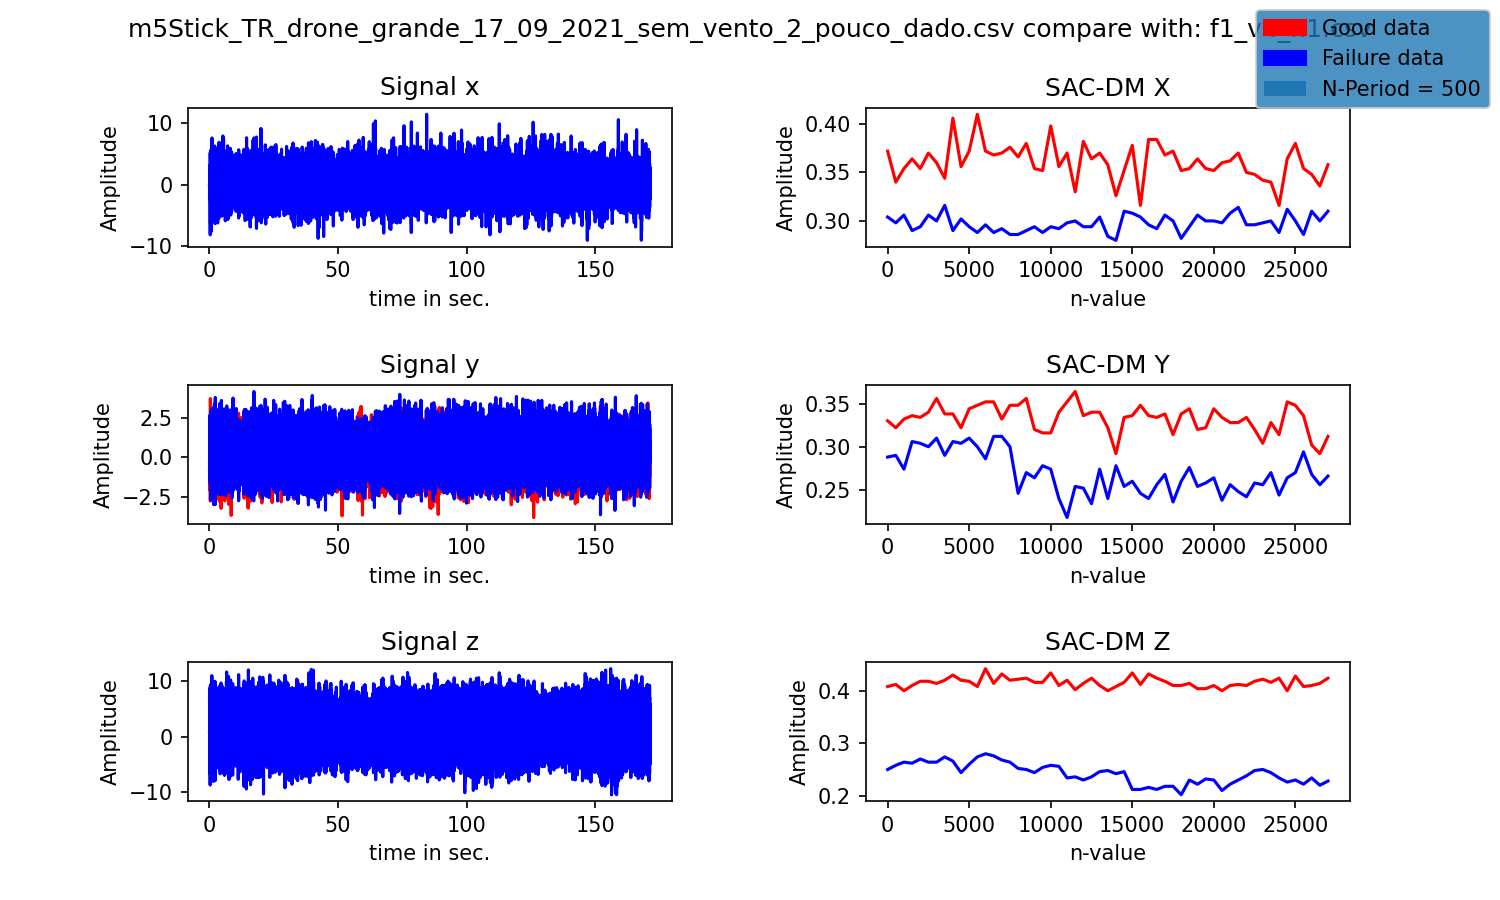 m5Stick_TR_drone_grande_17_09_2021_sem_vento_2_pouco_dado.csv compare with:
Good data
Failure data
N-Period = 500
Signal x
Amplitude
10
0
−10
0 50 100 150
time in sec.
SAC-DM X
Amplitude
0.40
0.35
0.30
0 5000 10000 15000 20000 25000
n-value
Signal y
Amplitude
2.5
0.0
−2.5
0 50 100 150
time in sec.
SAC-DM Y
Amplitude
0.35
0.30
0.25
0 5000 10000 15000 20000 25000
n-value
Signal z
Amplitude
10
0
−10
0 50 100 150
time in sec.
SAC-DM Z
Amplitude
0.4
0.3
0.2
0 5000 10000 15000 20000 25000
n-value